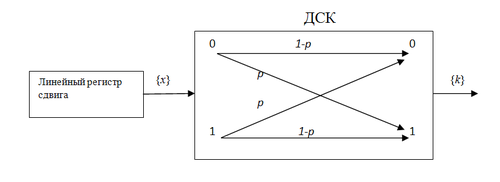 ДСК
0 1-p 0
Линейный регистр
сдвига
{x}
p
{k}
p
1 1-p 1